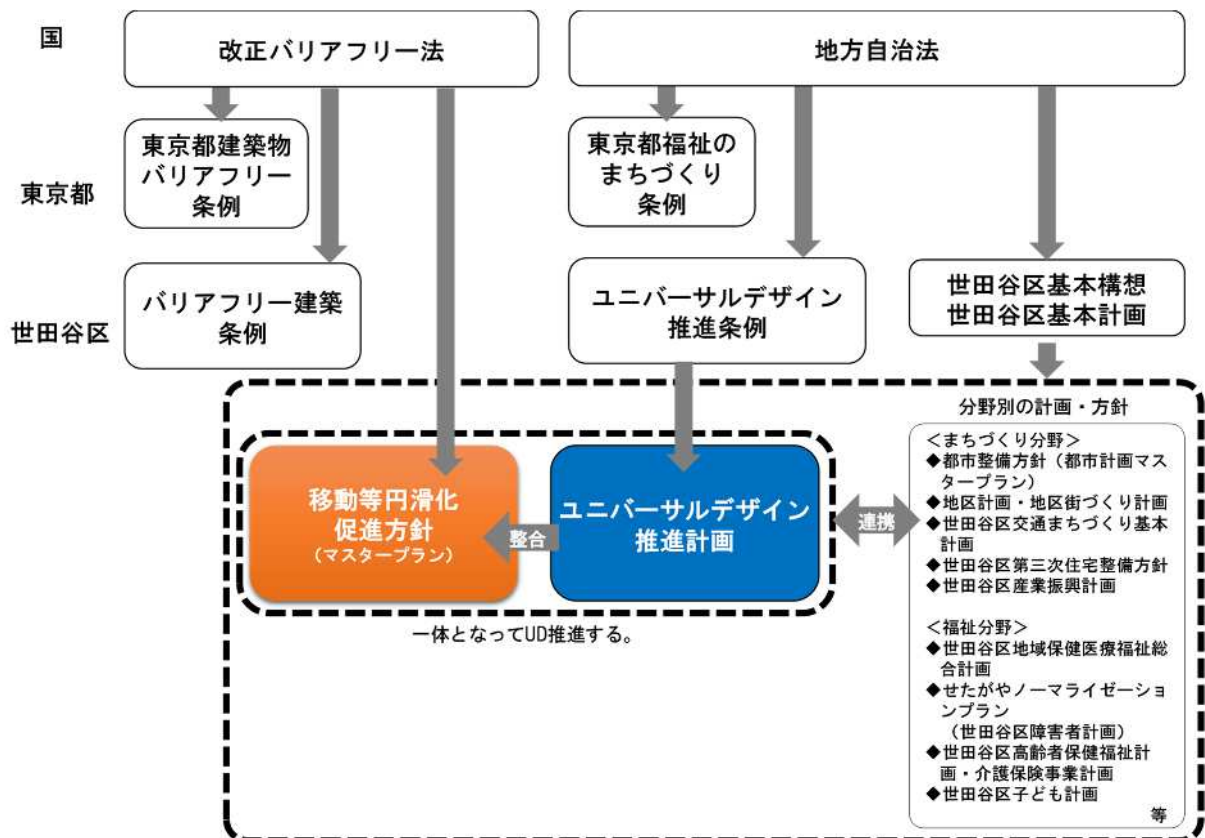 国
改正バリアフリー法
地方自治法
東京都
東京都建築物
バリアフリー
条例
東京都福祉の
まちづくり
条例
世田谷区
バリアフリー建築
条例
ユニバーサルデザイン
推進条例
世田谷区基本構想
世田谷区基本計画
移動等円滑化
促進方針
(マスタープラン)
整合
ユニバーサルデザイン
推進計画
連携
一体となってUD推進する。
分野別の計画・方針
<まちづくり分野>
◆都市整備方針(都市計画マス
タープラン)
◆地区計画・地区街づくり計画
◆世田谷区交通まちづくり基本
計画
◆世田谷区第三次住宅整備方針
◆世田谷区産業振興計画
<福祉分野>
◆世田谷区地域保健医療福祉総
合計画
◆せたがやノーマライゼーショ
ンプラン
(世田谷区障害者計画)
◆世田谷区高齢者保健福祉計
画・介護保険事業計画
◆世田谷区子ども計画
等